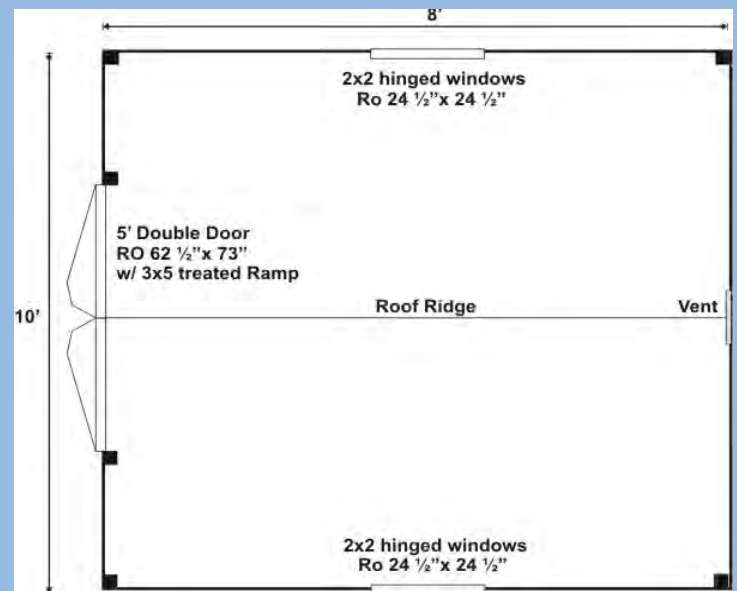 8’
2x2 hinged windows
Ro 24 ½”x 24 ½”
5’ Double Door
RO 62 ½”x 73”
w/ 3x5 treated Ramp
10’
Roof Ridge
Vent
2x2 hinged windows
Ro 24 ½”x 24 ½”